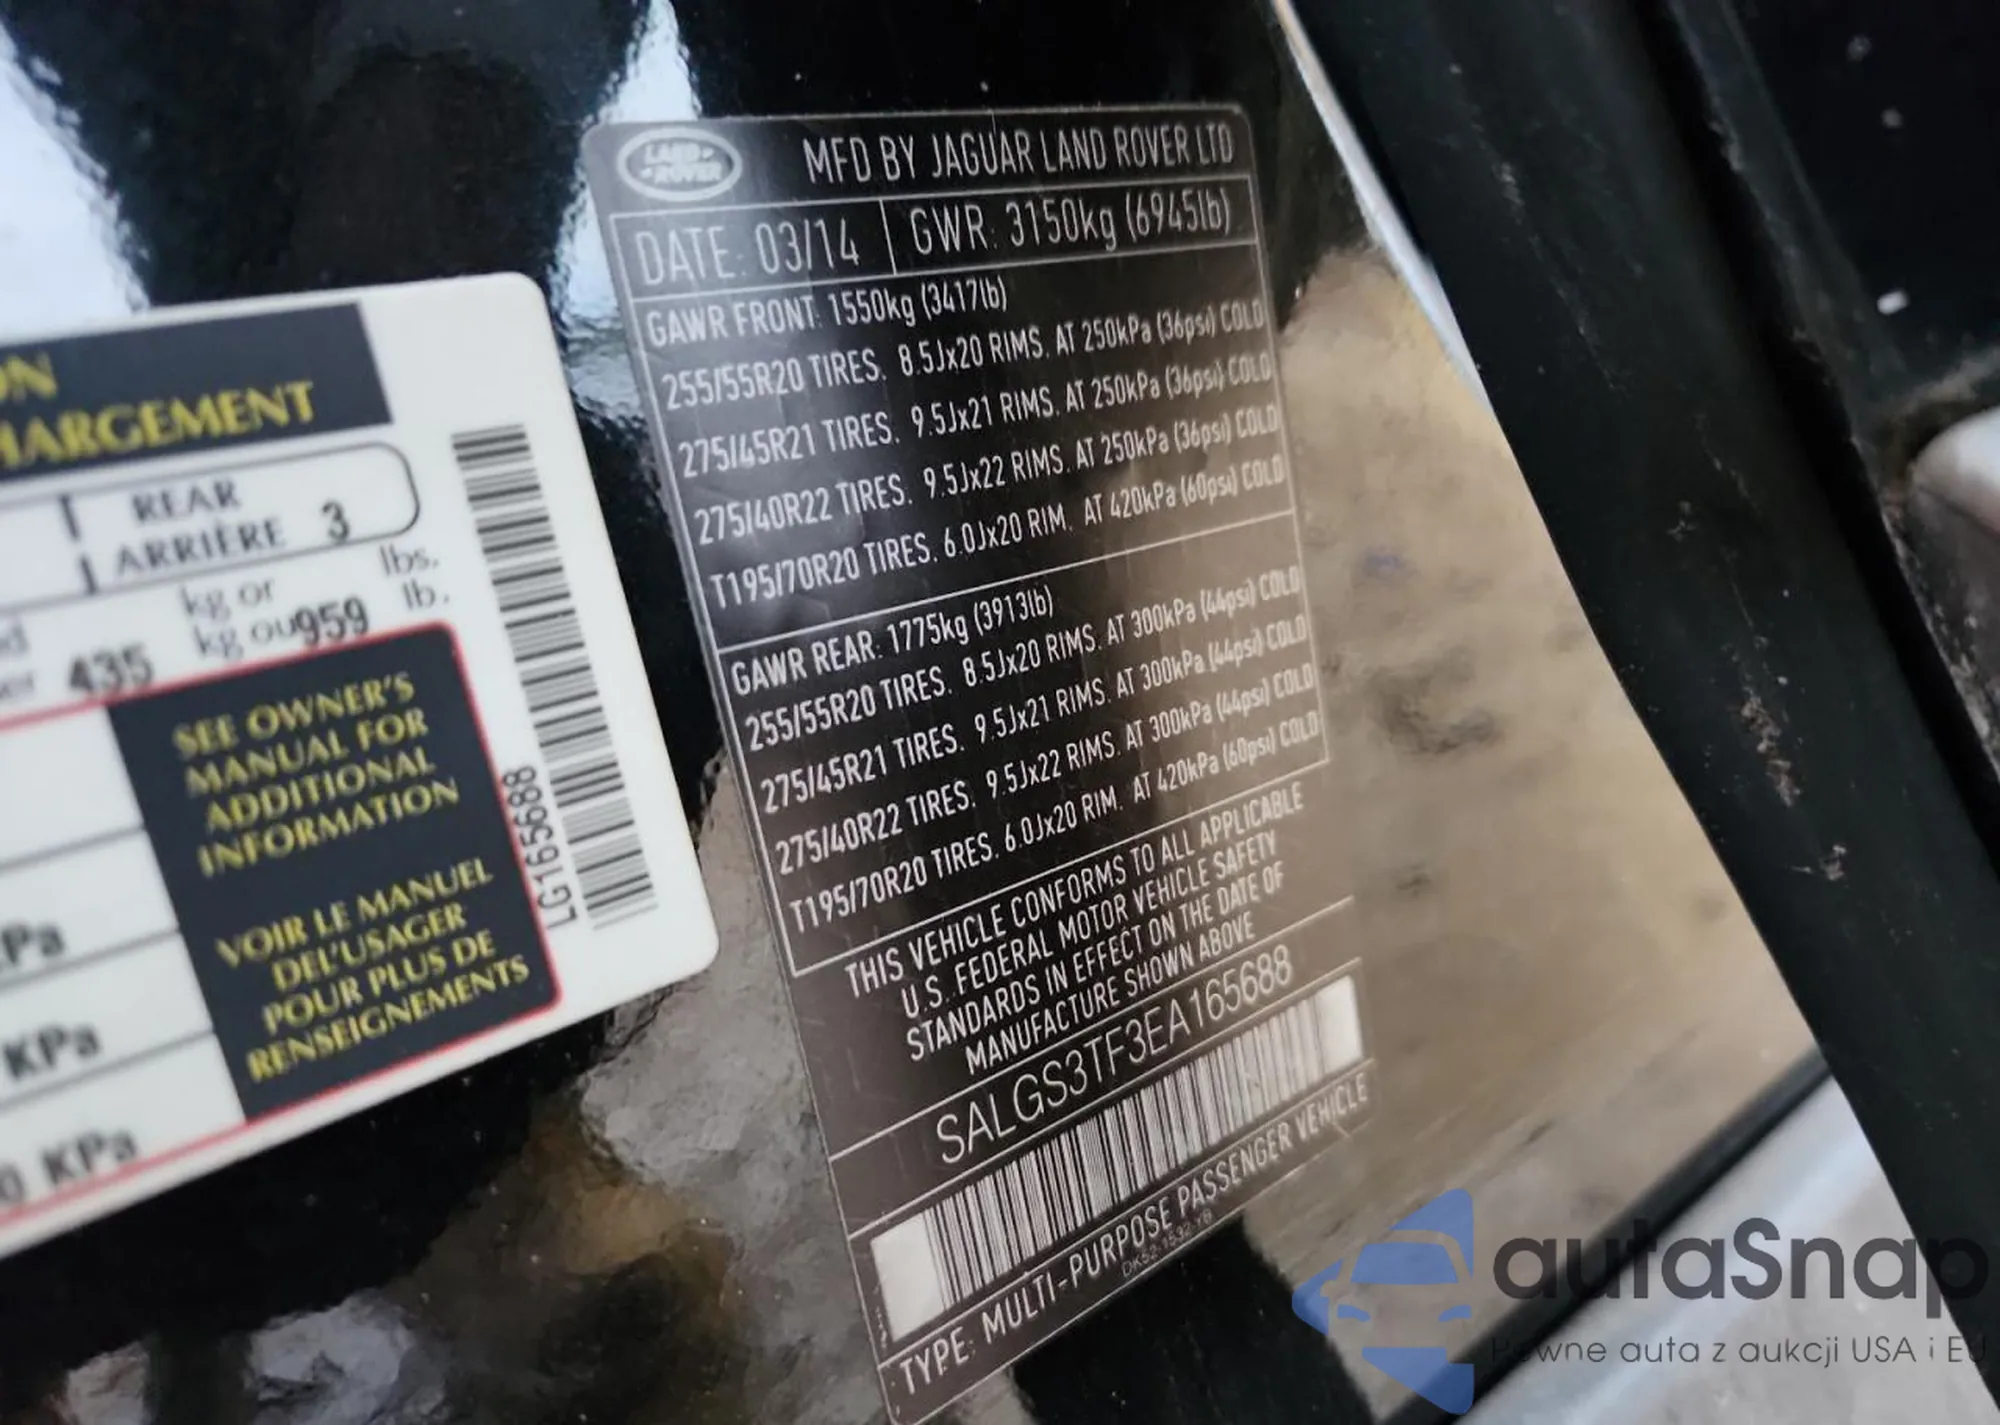 ON
HARGEMENT
REAR
ARRIÈRE 3
kg or lbs.
435 kg ou 959 lb.
SEE OWNER'S
MANUAL FOR
ADDITIONAL
INFORMATION
VOIR LE MANUEL
DEL'USAGER
POUR PLUS DE
RENSEIGNEMENTS
KPa
KPa
0 KPa
LG165688
LAND-
-ROVER
MFD BY JAGUAR LAND ROVER LTD
DATE: 03/14 GWR: 3150kg (6945lb)
GAWR FRONT: 1550kg (3417lb)
255/55R20 TIRES. 8.5Jx20 RIMS. AT 250kPa (36psi) COLD
275/45R21 TIRES. 9.5Jx21 RIMS. AT 250kPa (36psi) COLD
275/40R22 TIRES. 9.5Jx22 RIMS. AT 250kPa (36psi) COLD
T195/70R20 TIRES. 6.0Jx20 RIM. AT 420kPa (60psi) COLD
GAWR REAR: 1775kg (3913lb)
255/55R20 TIRES. 8.5Jx20 RIMS. AT 300kPa (44psi) COLD
275/45R21 TIRES. 9.5Jx21 RIMS. AT 300kPa (44psi) COLD
275/40R22 TIRES. 9.5Jx22 RIMS. AT 300kPa (44psi) COLD
T195/70R20 TIRES. 6.0Jx20 RIM. AT 420kPa (60psi) COLD
THIS VEHICLE CONFORMS TO ALL APPLICABLE
U.S. FEDERAL MOTOR VEHICLE SAFETY
STANDARDS IN EFFECT ON THE DATE OF
MANUFACTURE SHOWN ABOVE
SALGS3TF3EA165688
TYPE: MULTI-PURPOSE PASSENGER VEHICLE
DK52-1532-YB
autaSnap
Pewne auta z aukcji USA i EU